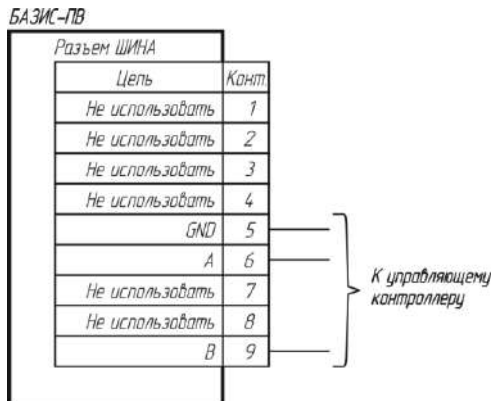 БАЗИС-ПВ
Разъем ШИНА
Цепь Конт.
Не использовать 1
Не использовать 2
Не использовать 3
Не использовать 4
GND 5
A 6
Не использовать 7
Не использовать 8
B 9
К управляющему
контроллеру